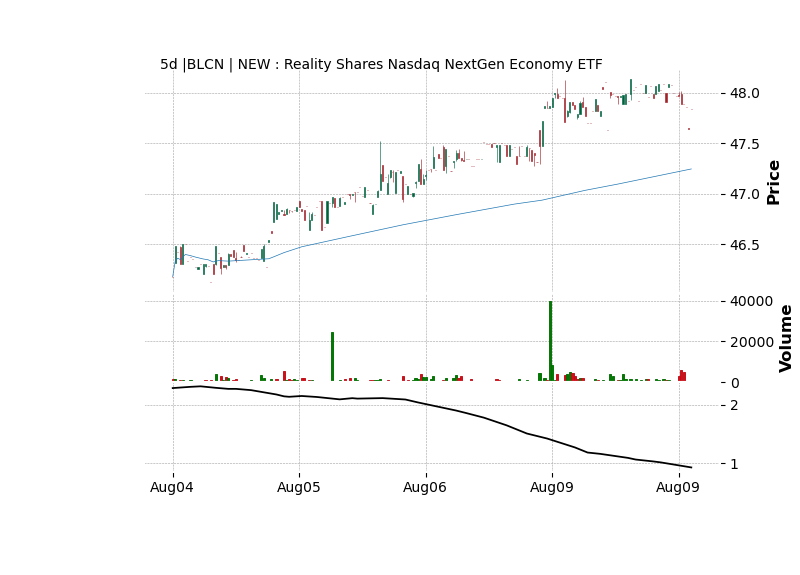 5d |BLCN | NEW : Reality Shares Nasdaq NextGen Economy ETF
48.0
47.5
47.0
46.5
Price
40000
20000
0
Volume
2
1
Aug04 Aug05 Aug06 Aug09 Aug09